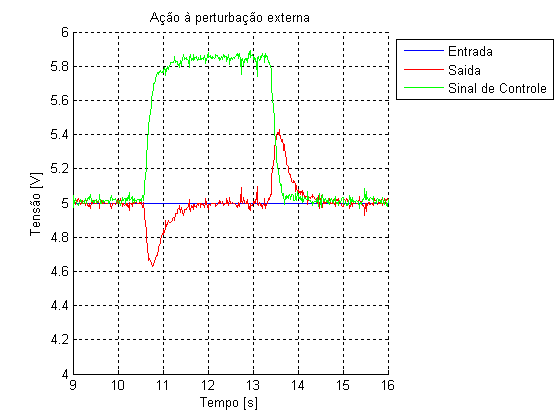 Ação à perturbação externa
Entrada
Saida
Sinal de Controle
Tensão [V]
6
5.8
5.6
5.4
5.2
5
4.8
4.6
4.4
4.2
4
9 10 11 12 13 14 15 16
Tempo [s]